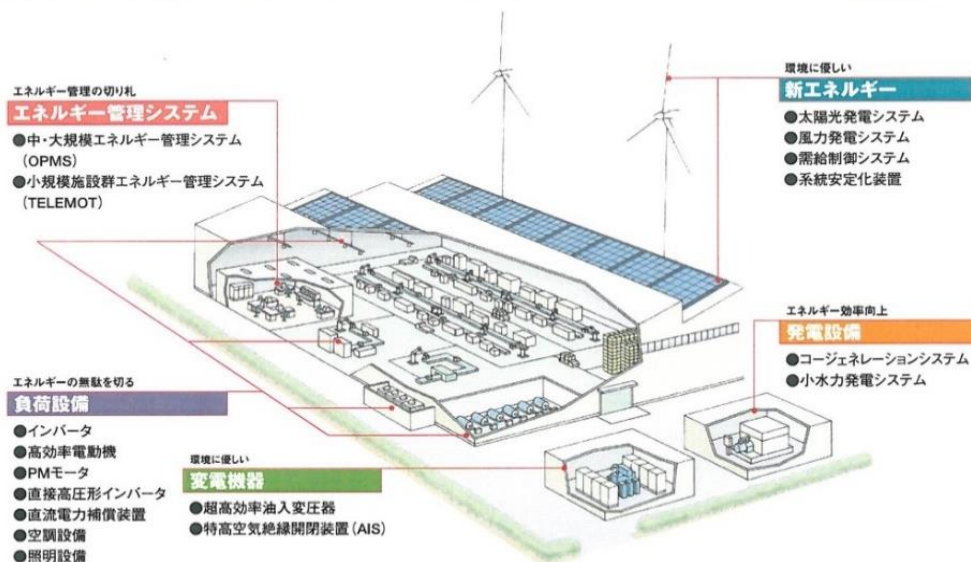 エネルギー管理の切り札
エネルギー管理システム
●中・大規模エネルギー管理システム
(OPMS)
●小規模施設群エネルギー管理システム
(TELEMOT)
環境に優しい
新エネルギー
●太陽光発電システム
●風力発電システム
●需給制御システム
●系統安定化装置
エネルギー効率向上
発電設備
●コージェネレーションシステム
●小水力発電システム
エネルギーの無駄を切る
負荷設備
●インバータ
●高効率電動機
●PMモータ
●直接高圧形インバータ
●直流電力補償装置
●空調設備
●照明設備
環境に優しい
変電機器
●超高効率油入変圧器
●特高空気絶縁開閉装置(AIS)